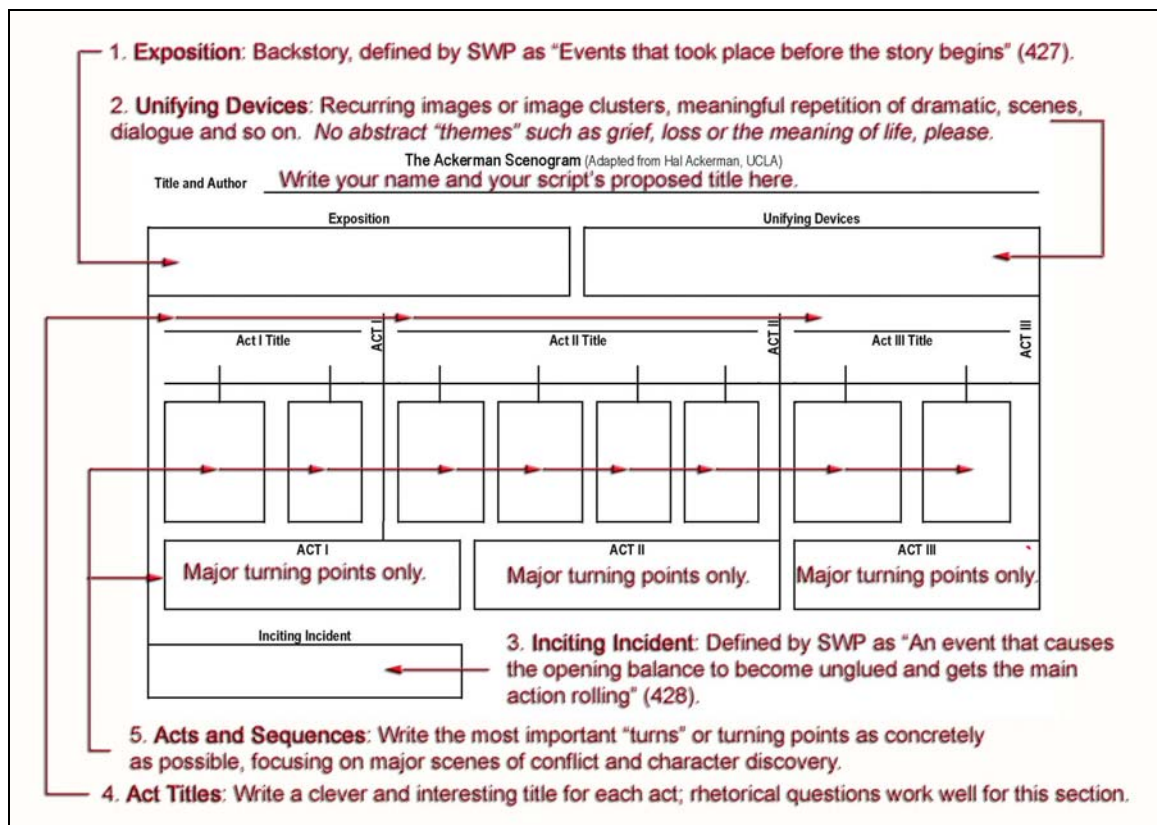 1. Exposition: Backstory, defined by SWP as “Events that took place before the story begins” (427).
2. Unifying Devices: Recurring images or image clusters, meaningful repetition of dramatic, scenes,
dialogue and so on. No abstract “themes” such as grief, loss or the meaning of life, please.
The Ackerman Scenogram (Adapted from Hal Ackerman, UCLA)
Title and Author Write your name and your script's proposed title here.
Exposition
Unifying Devices
Act I Title
ACT I
Act II Title
ACT II
Act III Title
ACT III
ACT I
Major turning points only.
ACT II
Major turning points only.
ACT III
Major turning points only.
Inciting Incident
3. Inciting Incident: Defined by SWP as “An event that causes
the opening balance to become unglued and gets the main
action rolling” (428).
5. Acts and Sequences: Write the most important “turns” or turning points as concretely
as possible, focusing on major scenes of conflict and character discovery.
4. Act Titles: Write a clever and interesting title for each act; rhetorical questions work well for this section.